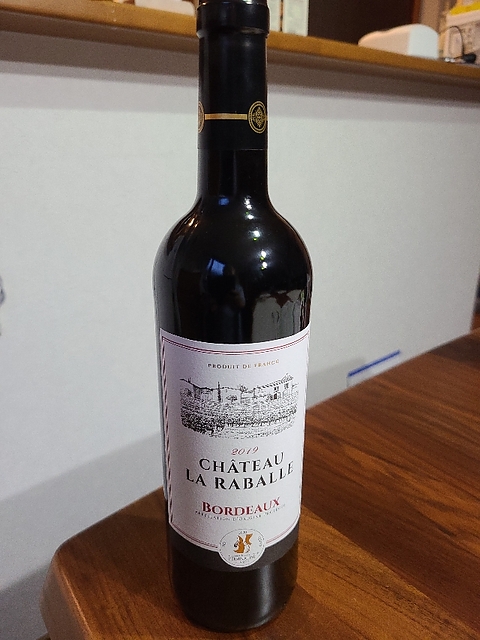 PRODUIT DE FRANCE
2019
CHÂTEAU
LA RABALLE
BORDEAUX